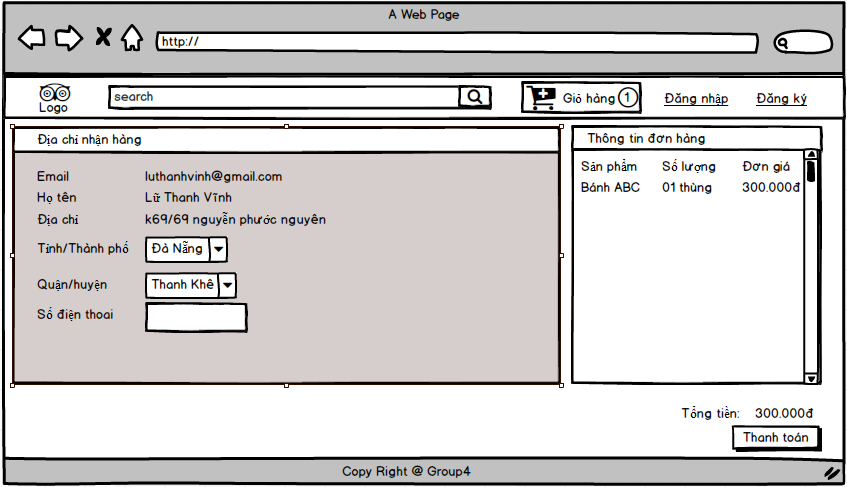 A Web Page
http://
Logo
search
Giỏ hàng 1
Đăng nhập
Đăng ký
Địa chỉ nhận hàng
Email luthanhvinh@gmail.com
Họ tên Lữ Thanh Vĩnh
Địa chỉ k69/69 nguyễn phước nguyên
Tỉnh/Thành phố Đà Nẵng
Quận/huyện Thanh Khê
Số điện thoai
Thông tin đơn hàng
Sản phẩm Số lượng Đơn giá
Bánh ABC 01 thùng 300.000đ
Tổng tiền: 300.000đ
Thanh toán
Copy Right @ Group4